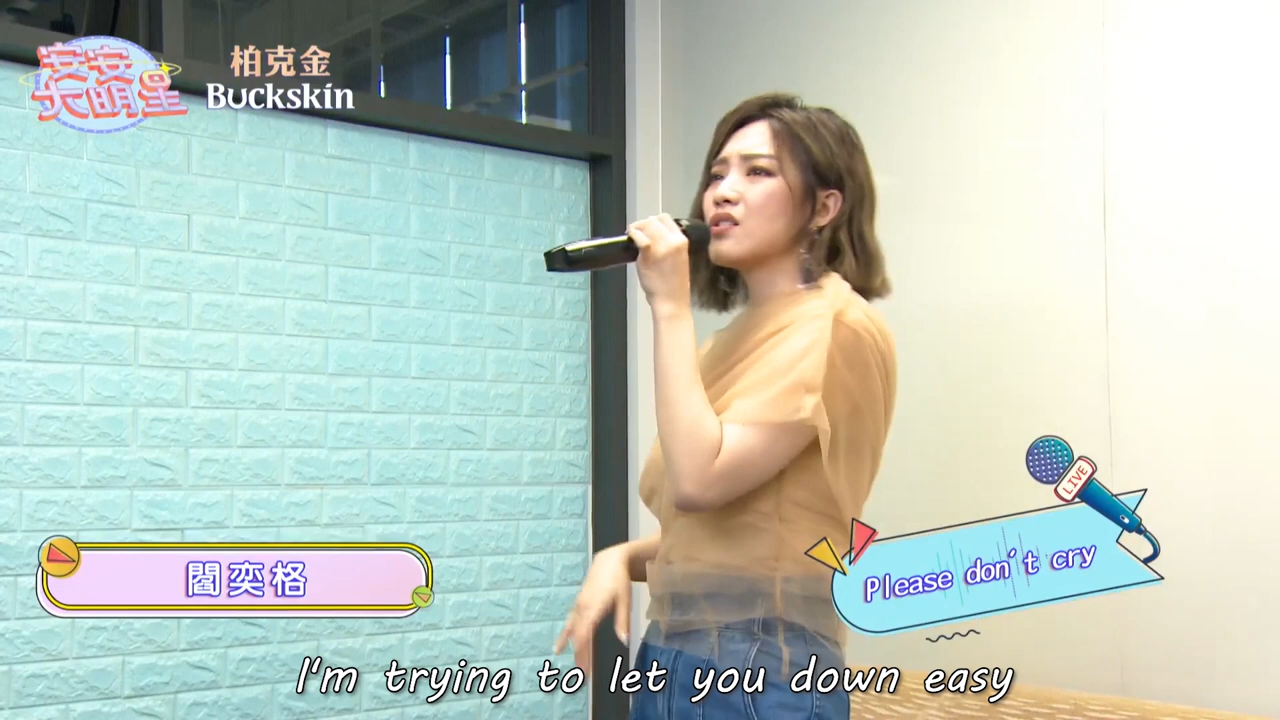 安安
大明星
柏克金
Buckskin
LIVE
閻奕格
Please don't cry
I'm trying to let you down easy